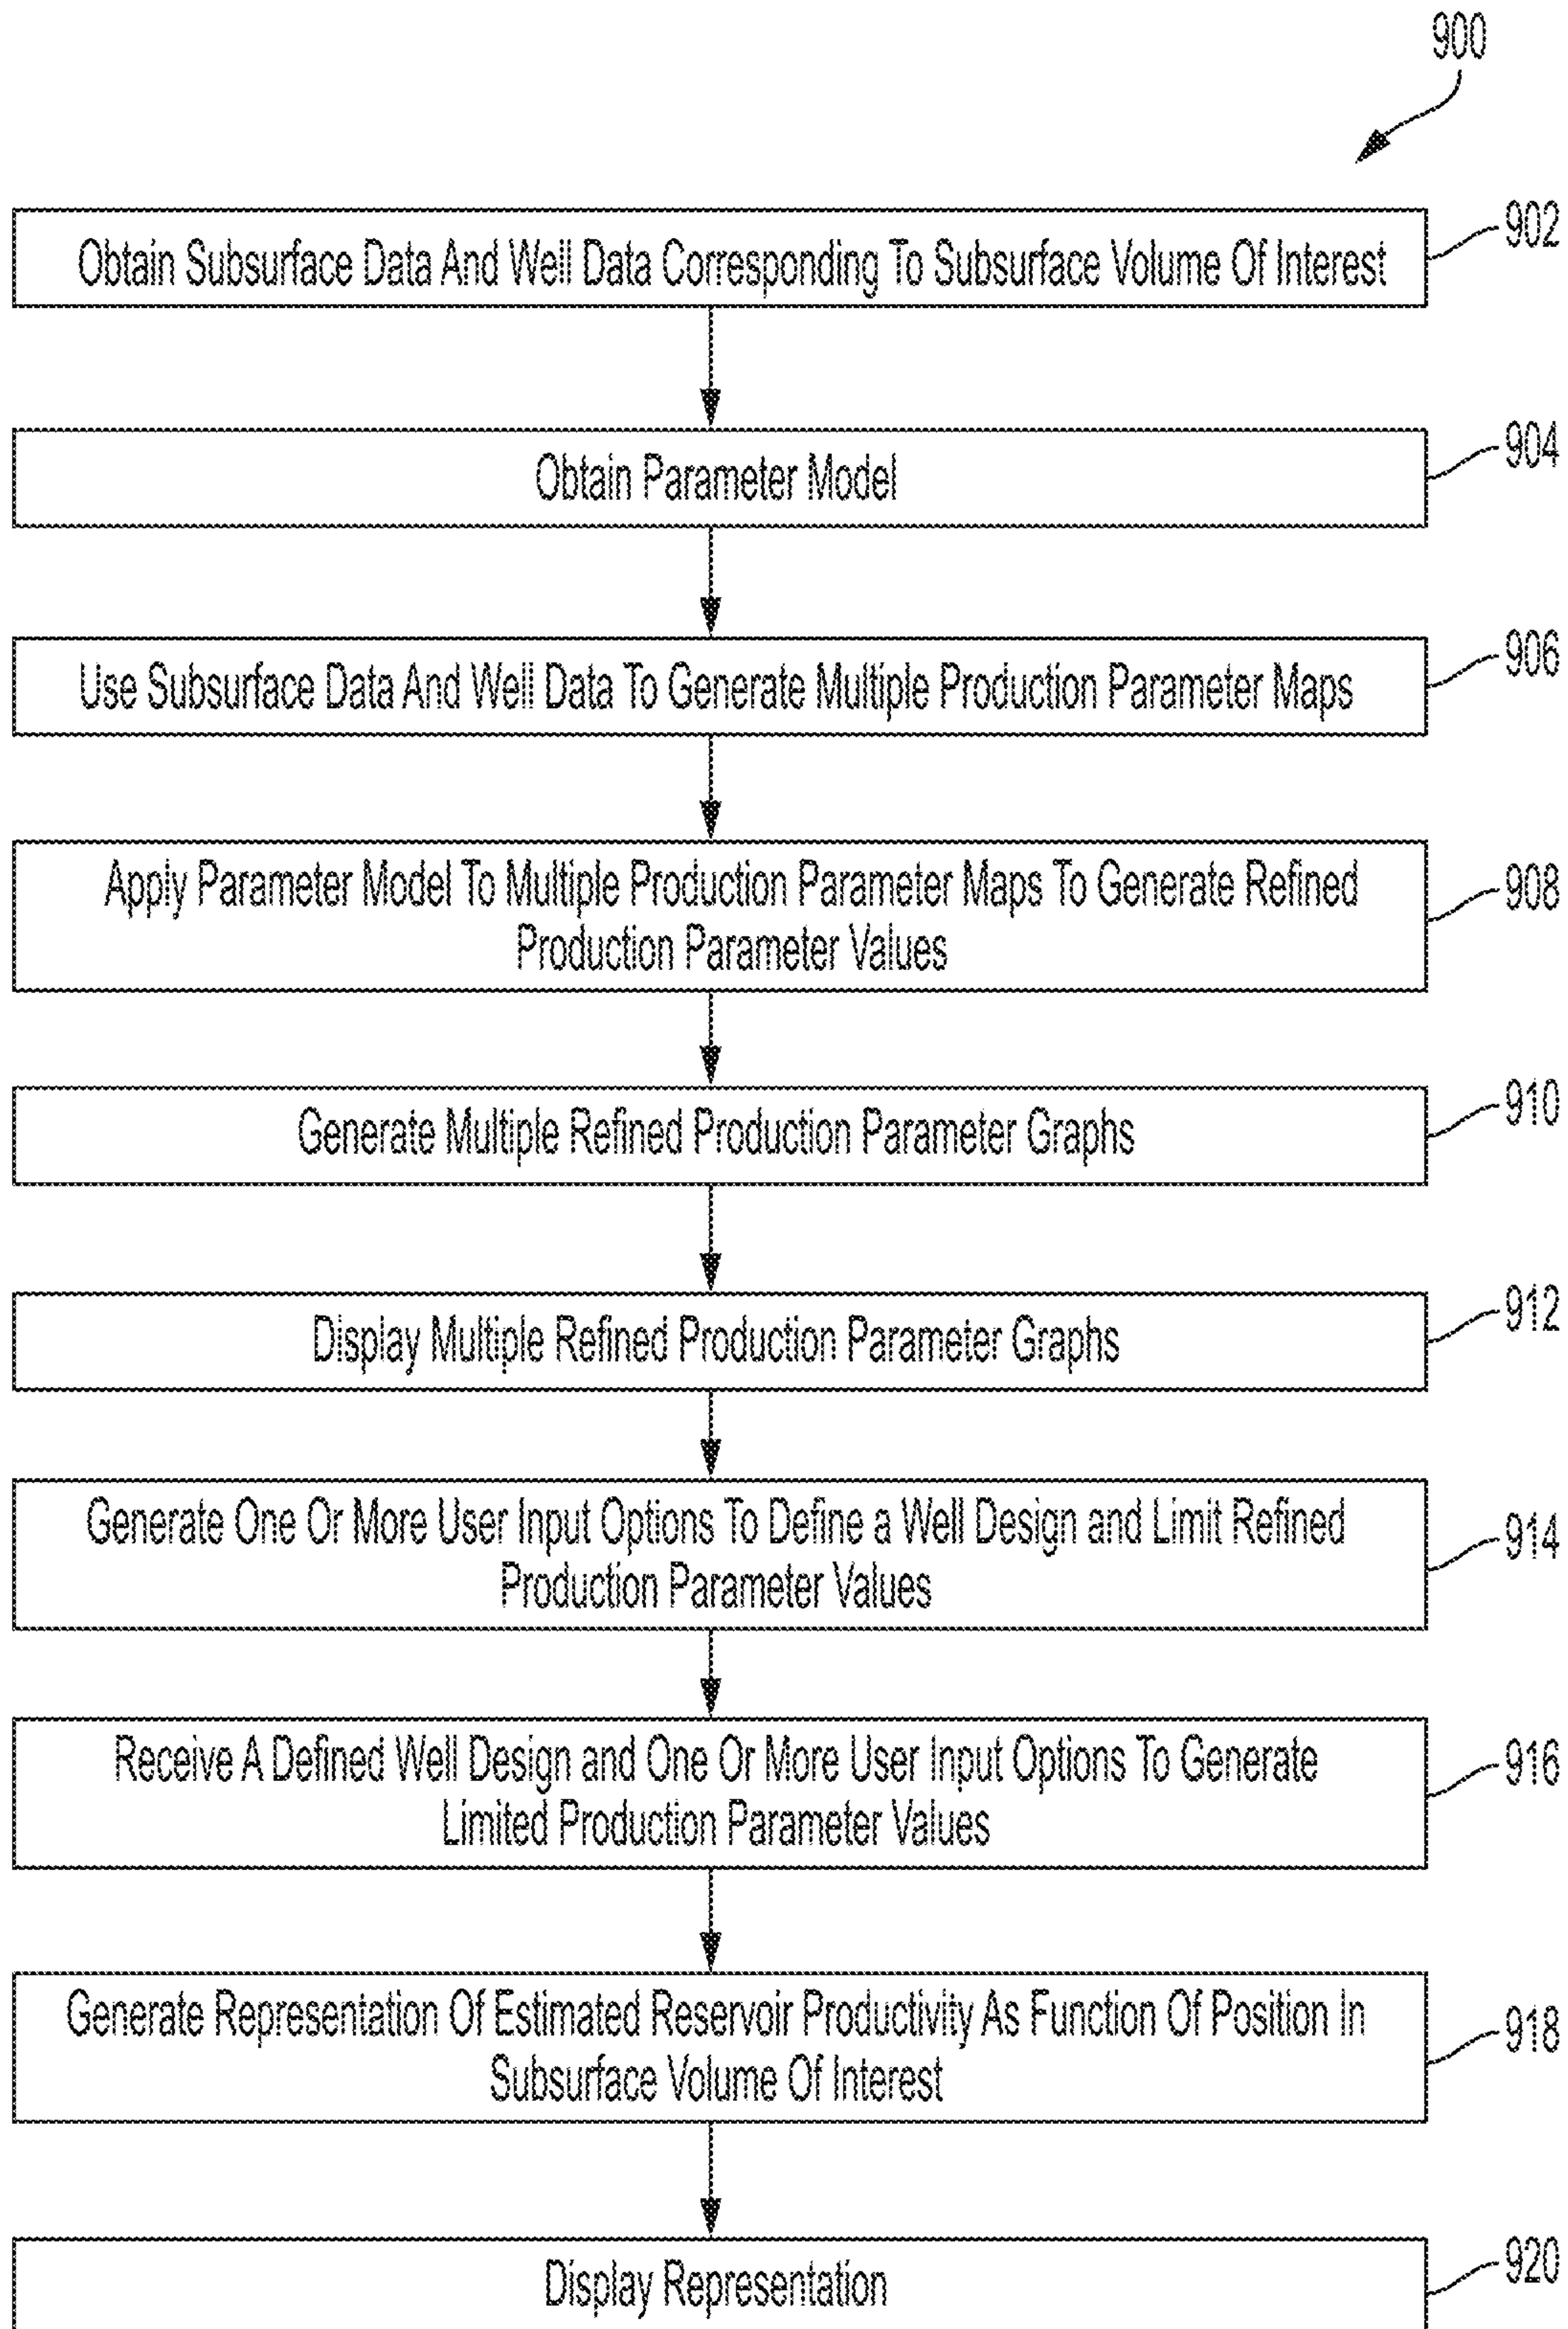 900
Obtain Subsurface Data And Well Data Corresponding To Subsurface Volume Of Interest
902
Obtain Parameter Model
904
Use Subsurface Data And Well Data To Generate Multiple Production Parameter Maps
906
Apply Parameter Model To Multiple Production Parameter Maps To Generate Refined
Production Parameter Values
908
Generate Multiple Refined Production Parameter Graphs
910
Display Multiple Refined Production Parameter Graphs
912
Generate One Or More User Input Options To Define a Well Design and Limit Refined
Production Parameter Values
914
Receive A Defined Well Design and One Or More User Input Options To Generate
Limited Production Parameter Values
916
Generate Representation Of Estimated Reservoir Productivity As Function Of Position In
Subsurface Volume Of Interest
918
Display Representation
920